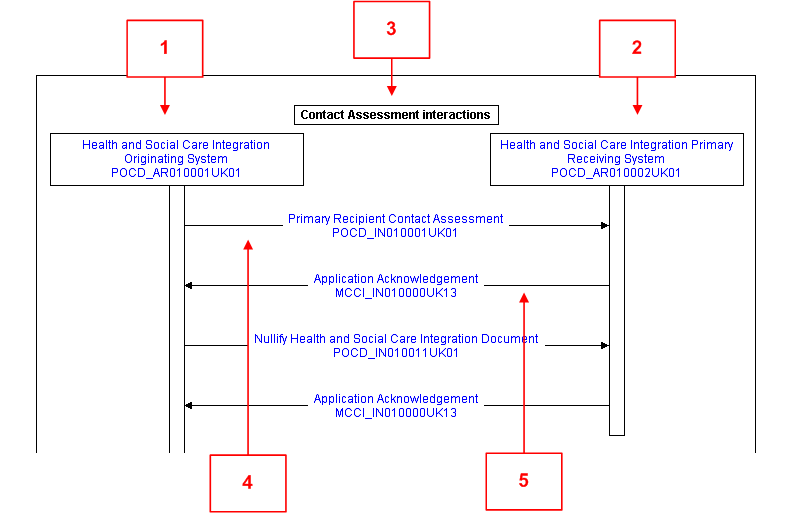 3
1
2
Contact Assessment interactions
Health and Social Care Integration
Originating System
POCD_AR010001UK01
Health and Social Care Integration Primary
Receiving System
POCD_AR010002UK01
Primary Recipient Contact Assessment
POCD_IN010001UK01
Application Acknowledgement
MCCI_IN010000UK13
Nullify Health and Social Care Integration Document
POCD_IN010011UK01
Application Acknowledgement
MCCI_IN010000UK13
4
5